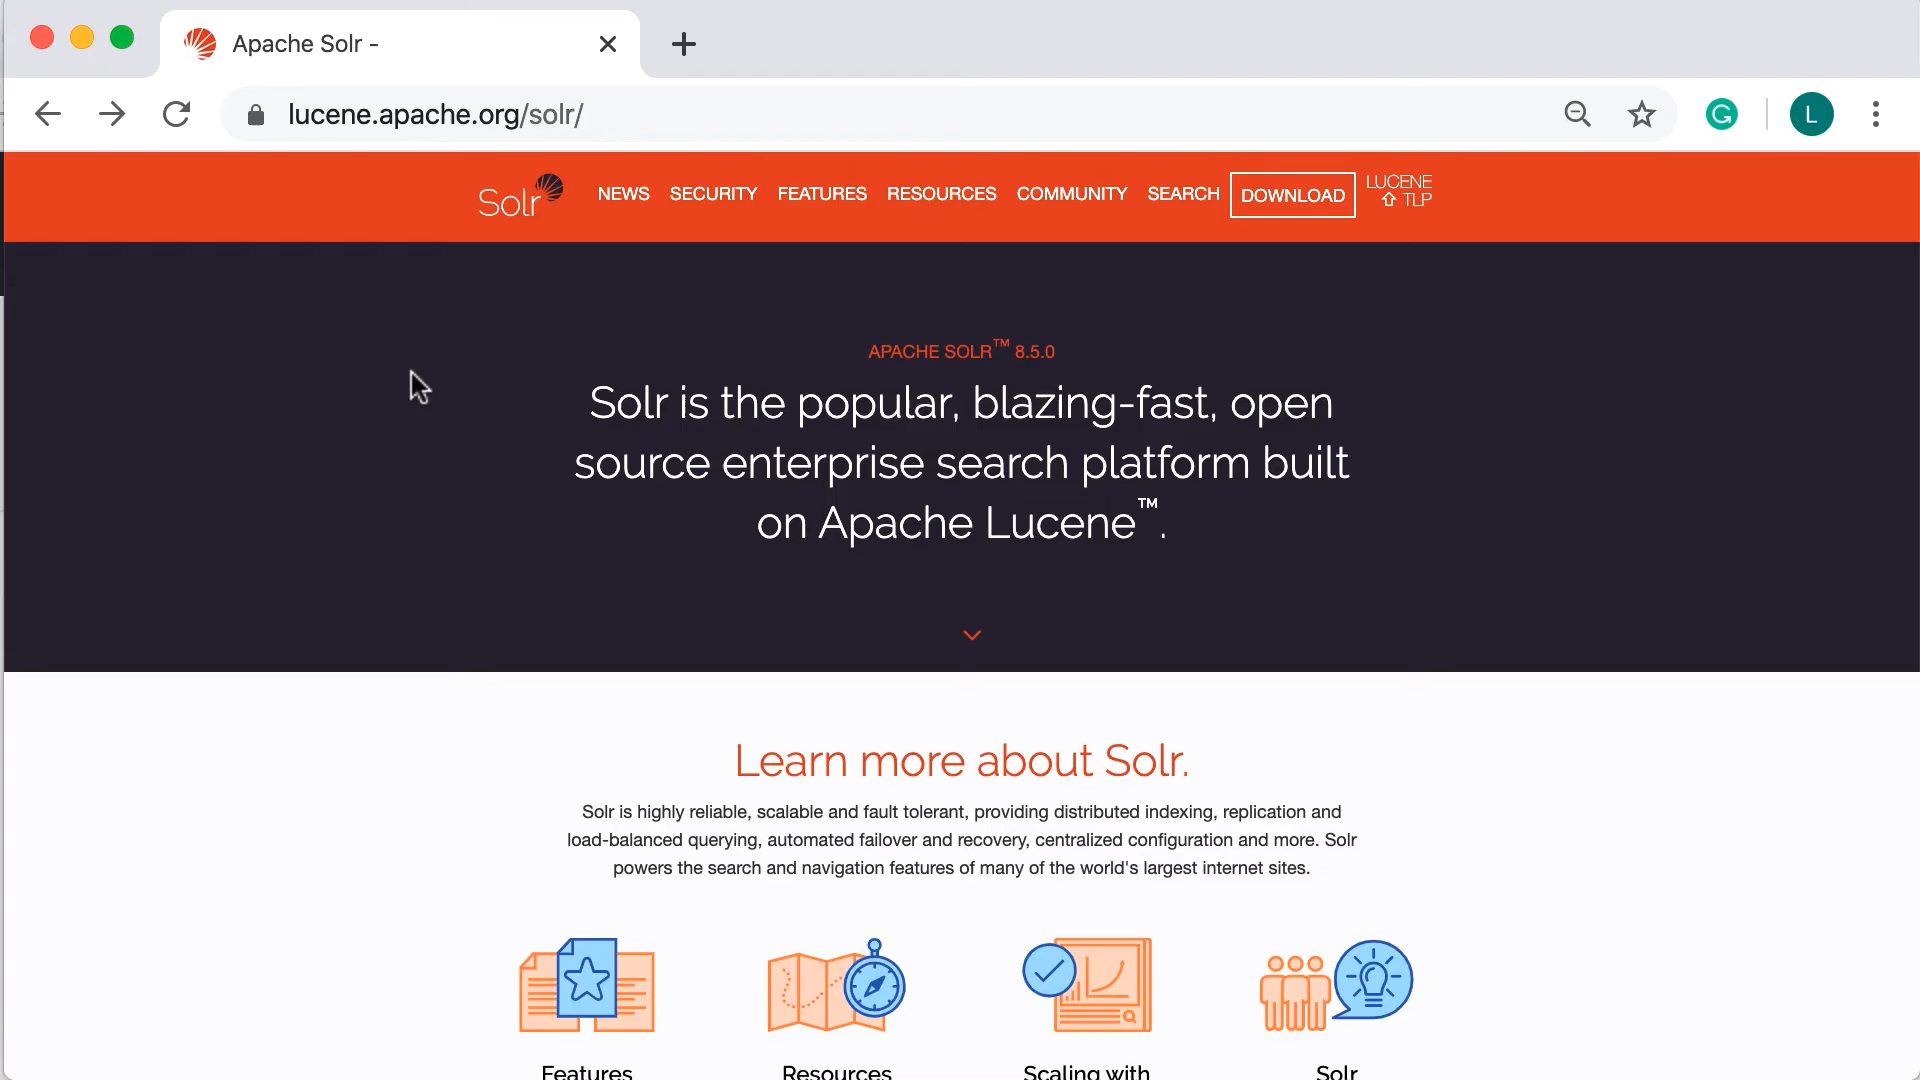 Apache Solr -
lucene.apache.org/solr/
G
L
Solr
NEWS SECURITY FEATURES RESOURCES COMMUNITY SEARCH DOWNLOAD LUCENE
TLP
APACHE SOLR™ 8.5.0
Solr is the popular, blazing-fast, open
source enterprise search platform built
on Apache Lucene™.
Learn more about Solr.
Solr is highly reliable, scalable and fault tolerant, providing distributed indexing, replication and
load-balanced querying, automated failover and recovery, centralized configuration and more. Solr
powers the search and navigation features of many of the world's largest internet sites.
Features Resources Scaling with Solr